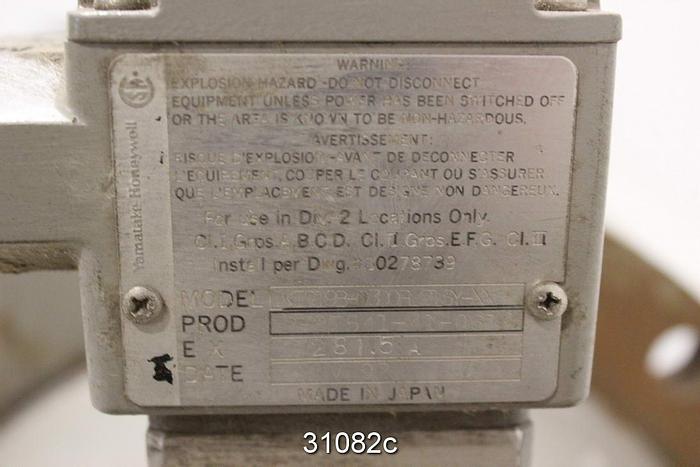 WARNING
EXPLOSION HAZARD-DO NOT DISCONNECT
EQUIPMENT UNLESS POWER HAS BEEN SWITCHED OFF
OR THE AREA IS KNOWN TO BE NON-HAZARDOUS.
AVERTISSEMENT:
RISQUE D'EXPLOSION-AVANT DE DECONNECTER
L'EQUIPEMENT, COUPER LE COURANT OU S'ASSURER
QUE L'EMPLACEMENT EST DESIGNE NON DANGEREUX.
For Use In Div. 2 Locations Only.
Cl.I,Grps.A,B,C,D, Cl.II,Grps.E,F,G, Cl.III
Install per Dwg.#80278739
Yamatake Honeywell
MODEL
PROD
EX
DATE
MADE IN JAPAN
31082c